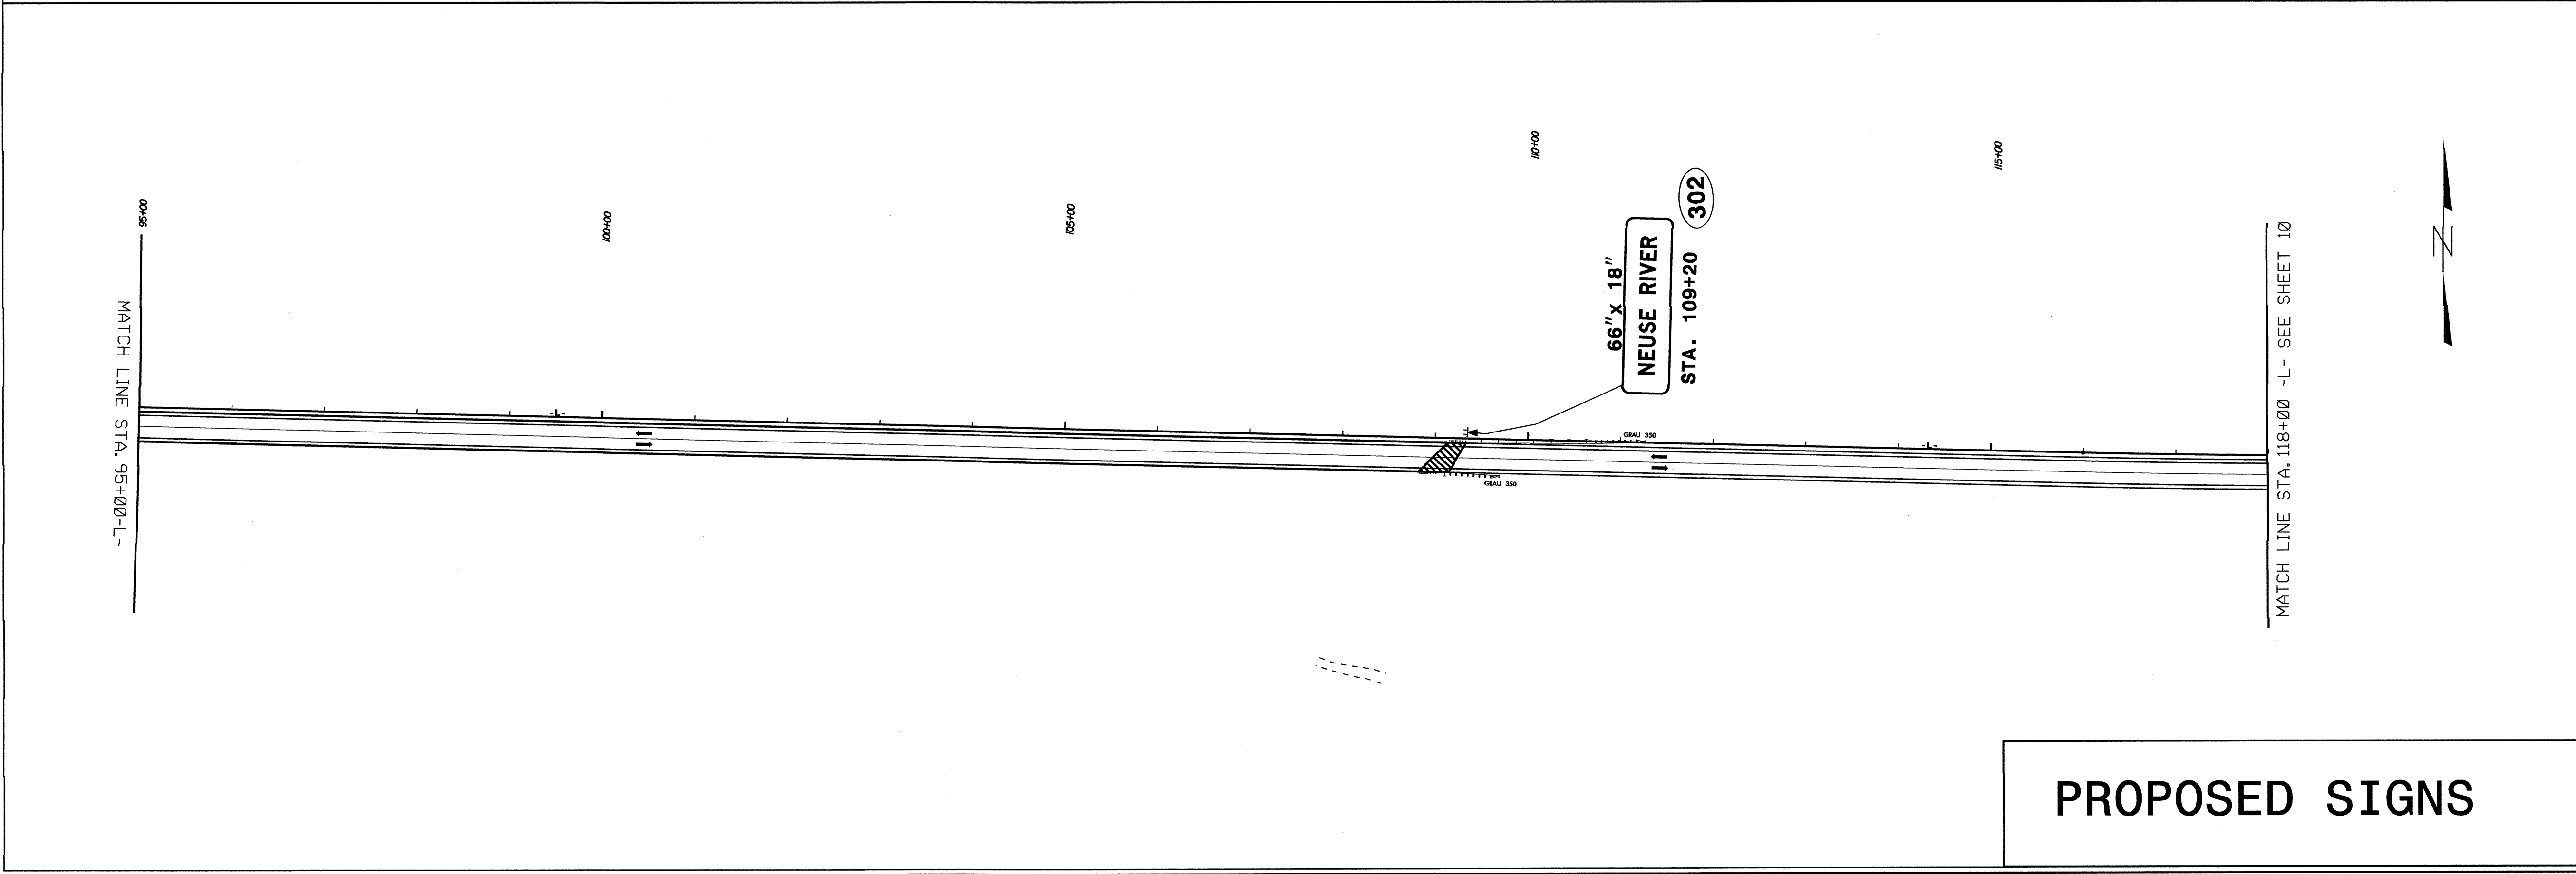 95+00
100+00
105+00
110+00
115+00
MATCH LINE STA. 95+00-L-
-L-
66"x 18"
NEUSE RIVER
STA. 109+20
302
GRAU 350
GRAU 350
-L-
MATCH LINE STA.118+00 -L- SEE SHEET 10
N
PROPOSED SIGNS